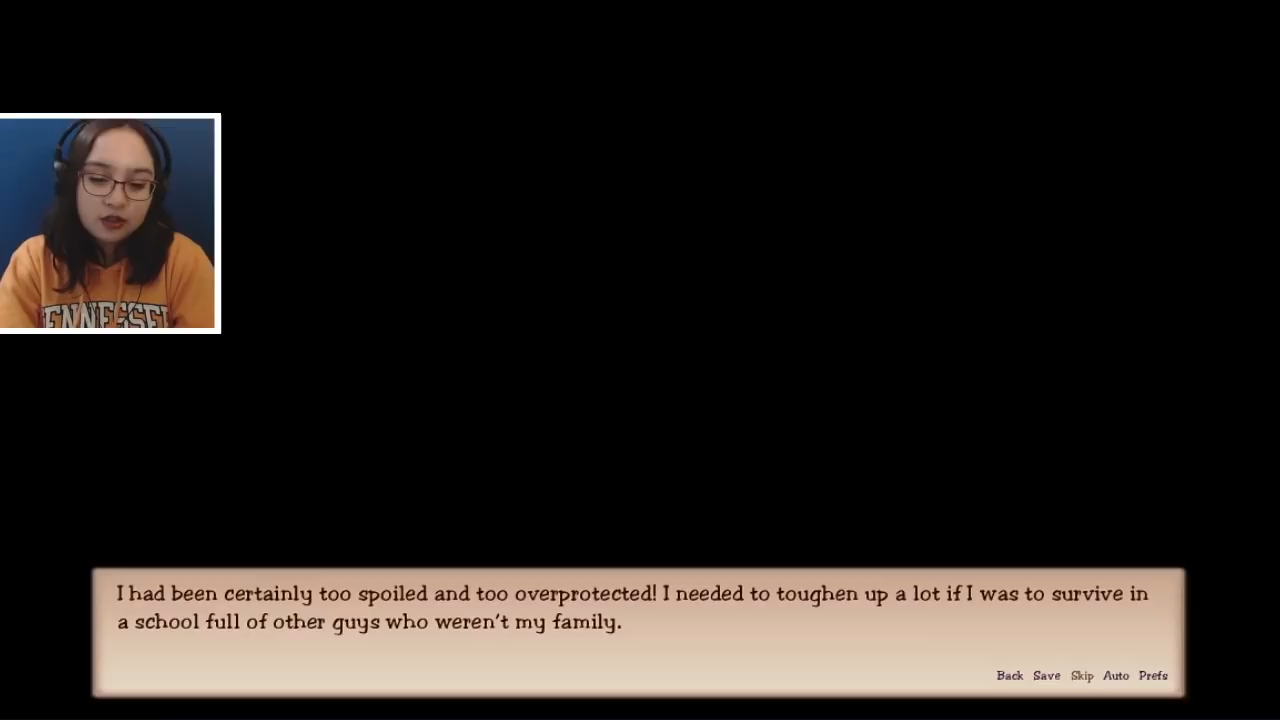 ENNESSEE
I had been certainly too spoiled and too overprotected! I needed to toughen up a lot if I was to survive in
a school full of other guys who weren't my family.
Back Save Skip Auto Prefs